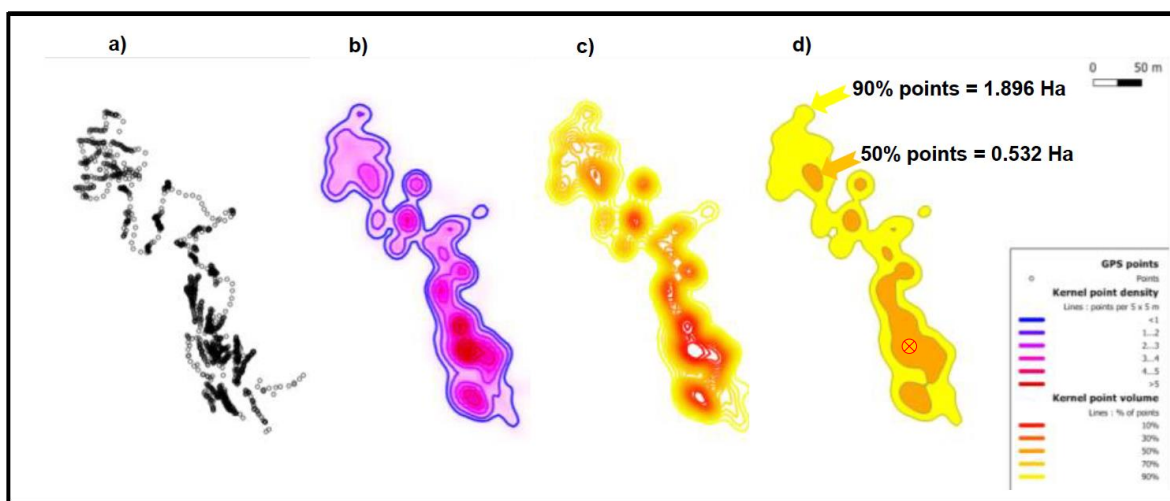 a)
b)
c)
d)
0 50 m
90% points = 1.896 Ha
50% points = 0.532 Ha
GPS points
Points
Kernel point density
Lines : points per 5 x 5 m
<1
1...2
2...3
3...4
4...5
>5
Kernel point volume
Lines : % of points
10%
30%
50%
70%
90%